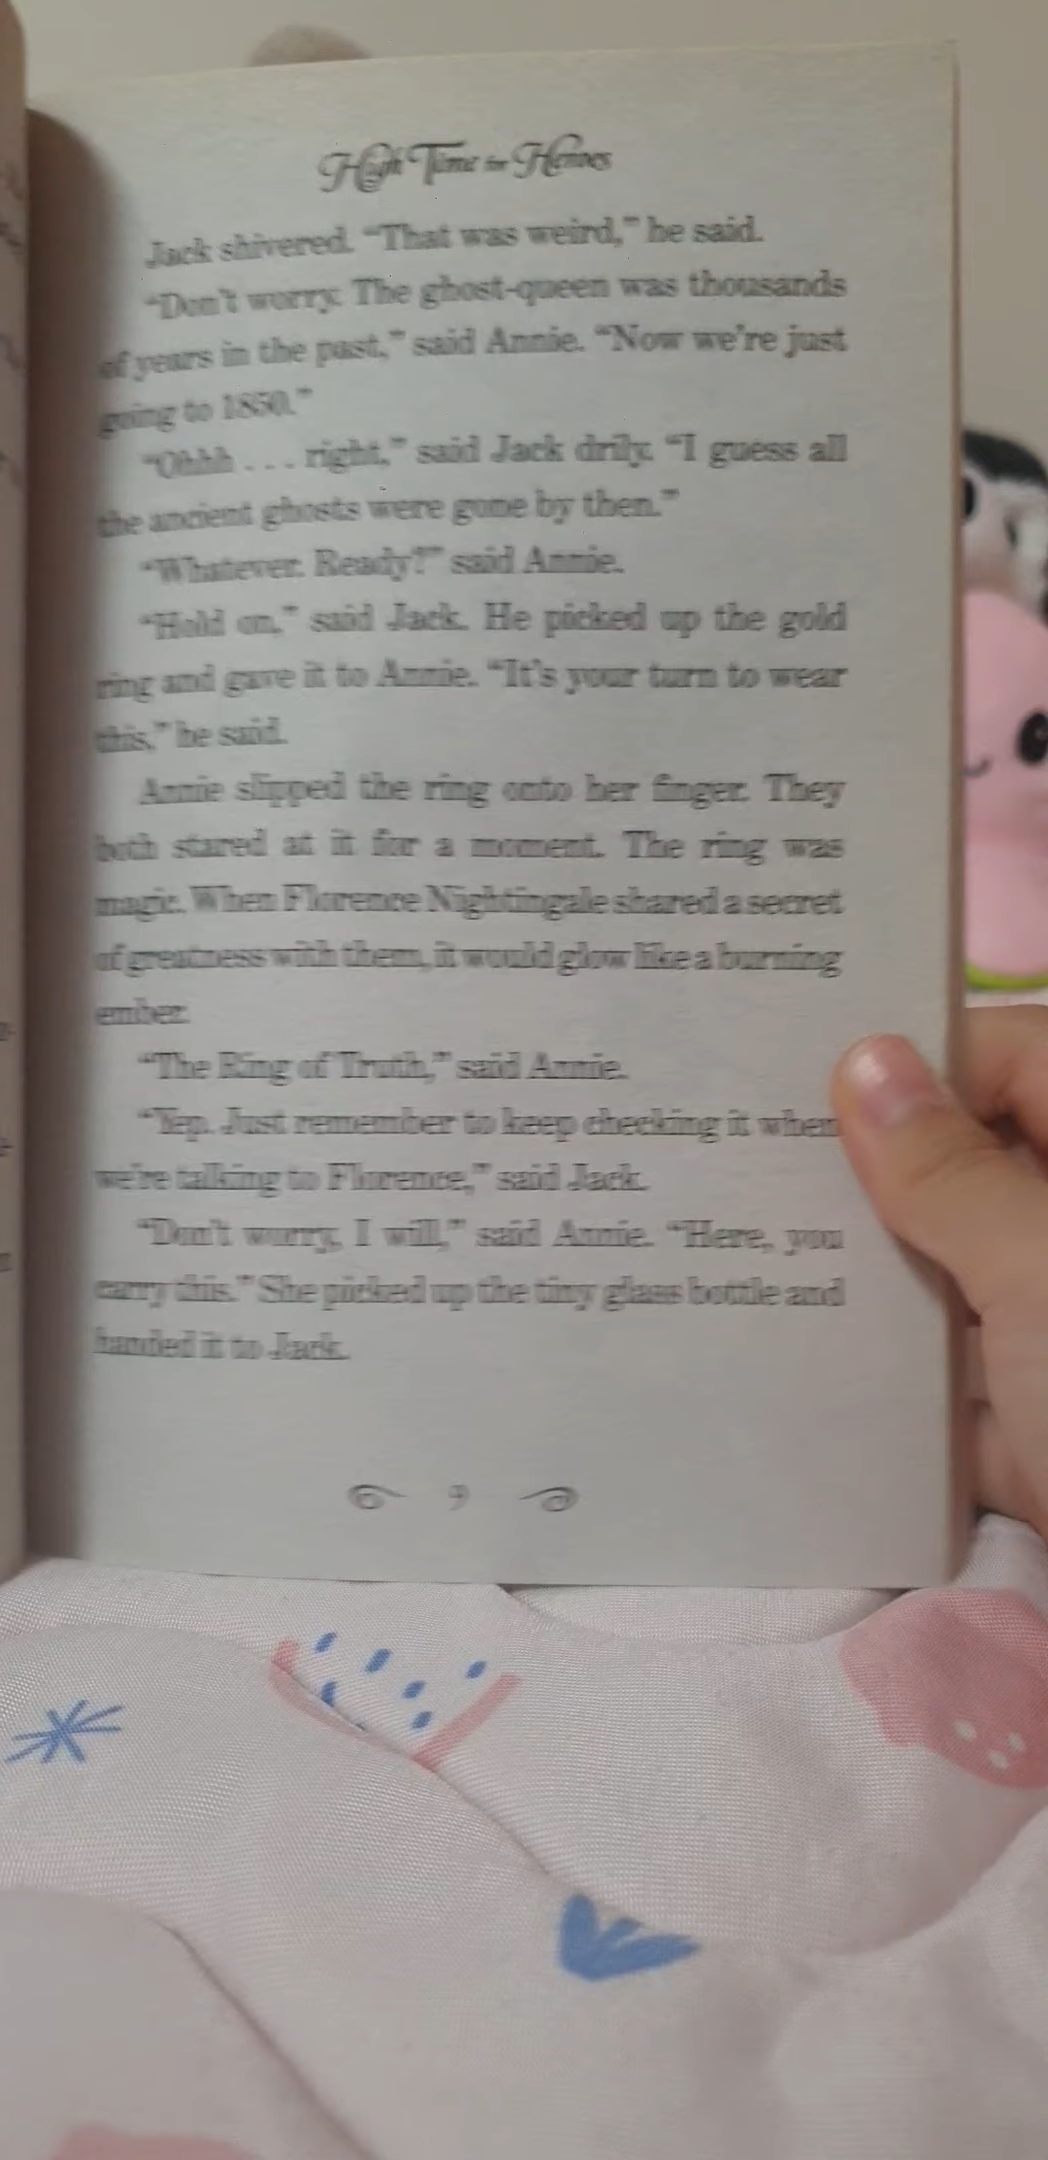 High Time for Heroes
Jack shivered. “That was weird,” he said.
“Don't worry. The ghost-queen was thousands
of years in the past,” said Annie. “Now we're just
going to 1850.”
“Ohhh . . . right,” said Jack drily. “I guess all
the ancient ghosts were gone by then.”
“Whatever. Ready?” said Annie.
“Hold on,” said Jack. He picked up the gold
ring and gave it to Annie. “It's your turn to wear
this,” he said.
Annie slipped the ring onto her finger. They
both stared at it for a moment. The ring was
magic. When Florence Nightingale shared a secret
of greatness with them, it would glow like a burning
ember.
“The Ring of Truth,” said Annie.
“Yep. Just remember to keep checking it when
we're talking to Florence,” said Jack.
“Don't worry, I will,” said Annie. “Here, you
carry this.” She picked up the tiny glass bottle and
handed it to Jack.
9